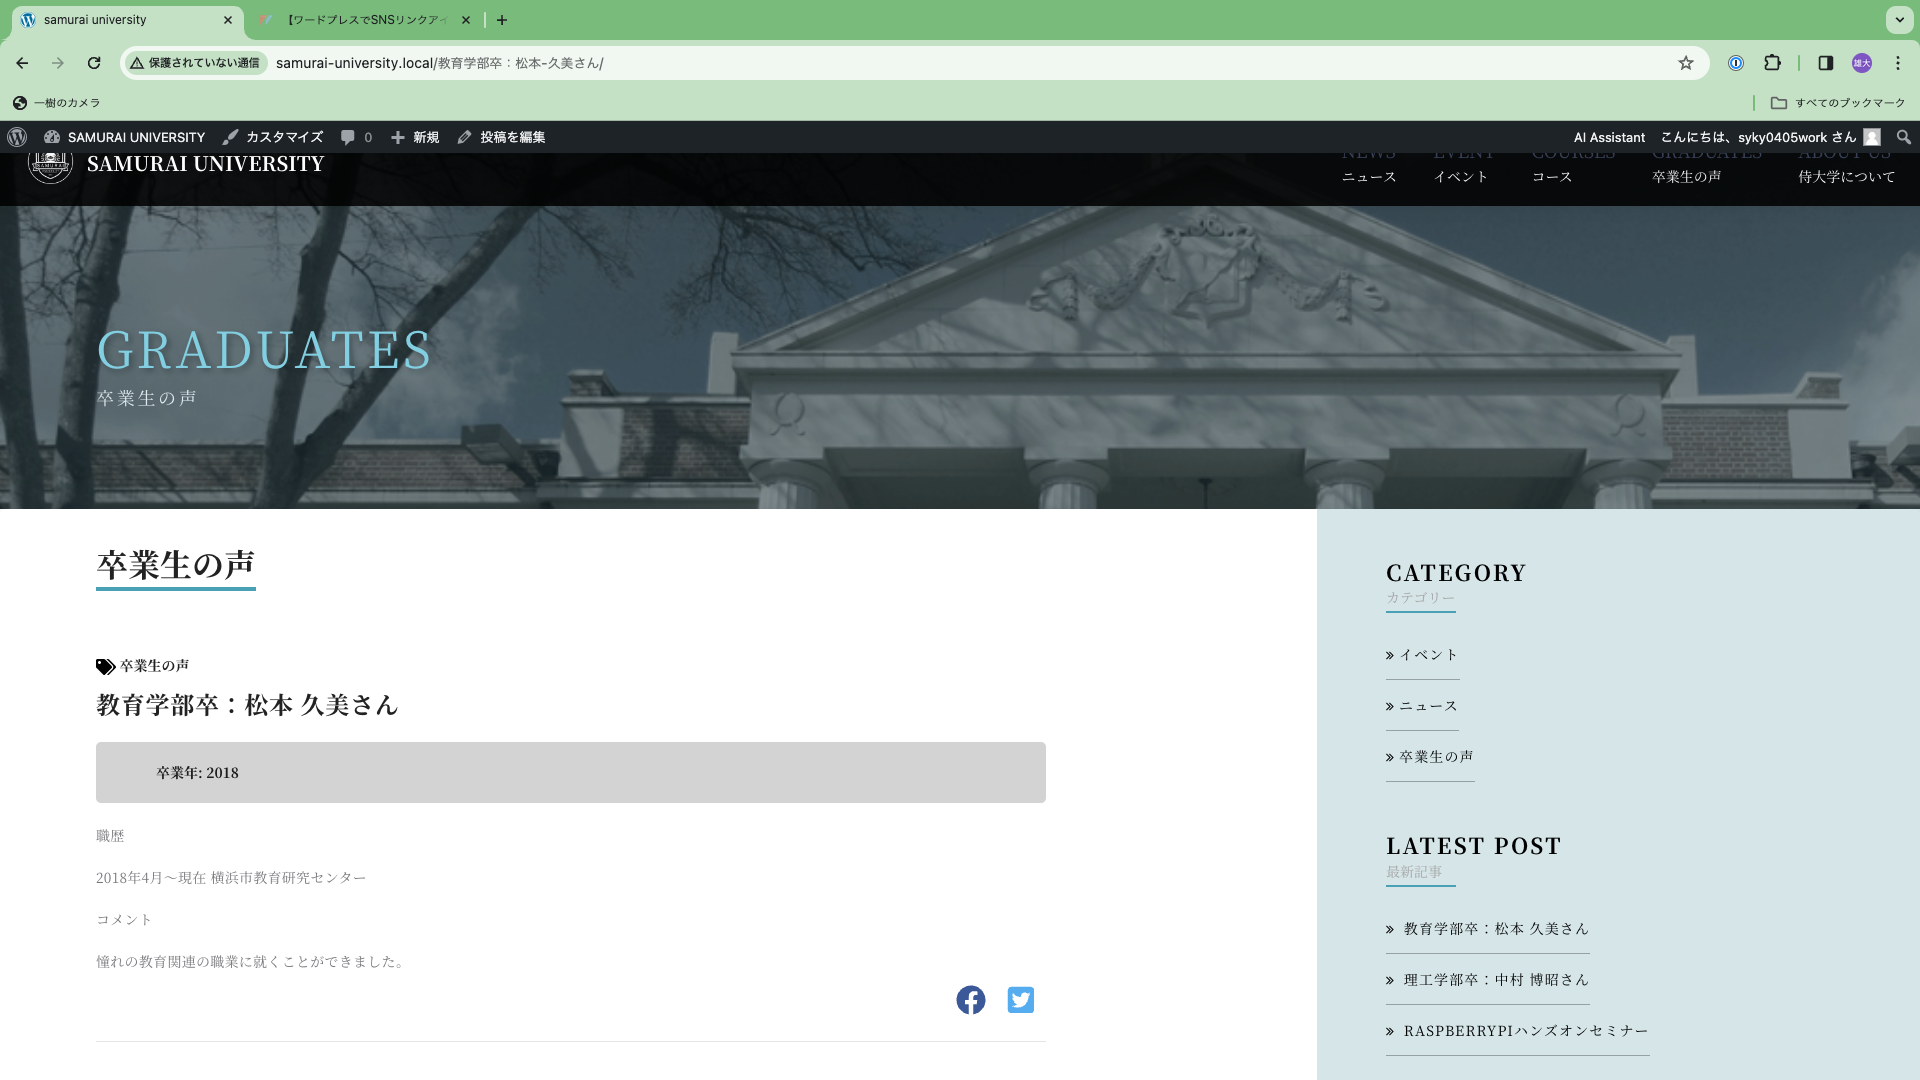 samurai university
【ワードプレスでSNSリンクアイ
保護されていない通信
samurai-university.local/教育学部卒：松本-久美さん/
雄大
一樹のカメラ
すべてのブックマーク
SAMURAI UNIVERSITY
カスタマイズ
0
新規
投稿を編集
AI Assistant
こんにちは、syky0405work さん
SAMURAI UNIVERSITY
NEWS
EVENT
COURSES
GRADUATES
ABOUT US
ニュース
イベント
コース
卒業生の声
侍大学について
GRADUATES
卒業生の声
卒業生の声
卒業生の声
教育学部卒：松本 久美さん
卒業年: 2018
職歴
2018年4月〜現在 横浜市教育研究センター
コメント
憧れの教育関連の職業に就くことができました。
CATEGORY
カテゴリー
» イベント
» ニュース
» 卒業生の声
LATEST POST
最新記事
» 教育学部卒：松本 久美さん
» 理工学部卒：中村 博昭さん
» RASPBERRYPIハンズオンセミナー